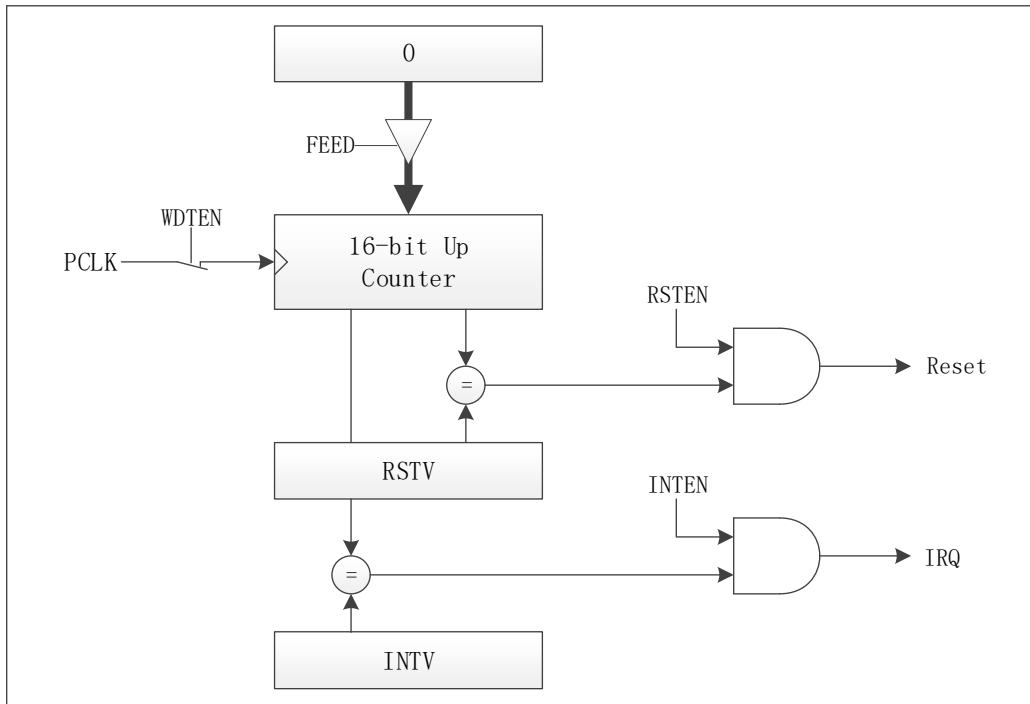 0
FEED
WDTEN
PCLK
16-bit Up
Counter
RSTEN
Reset
=
RSTV
INTEN
IRQ
=
INTV